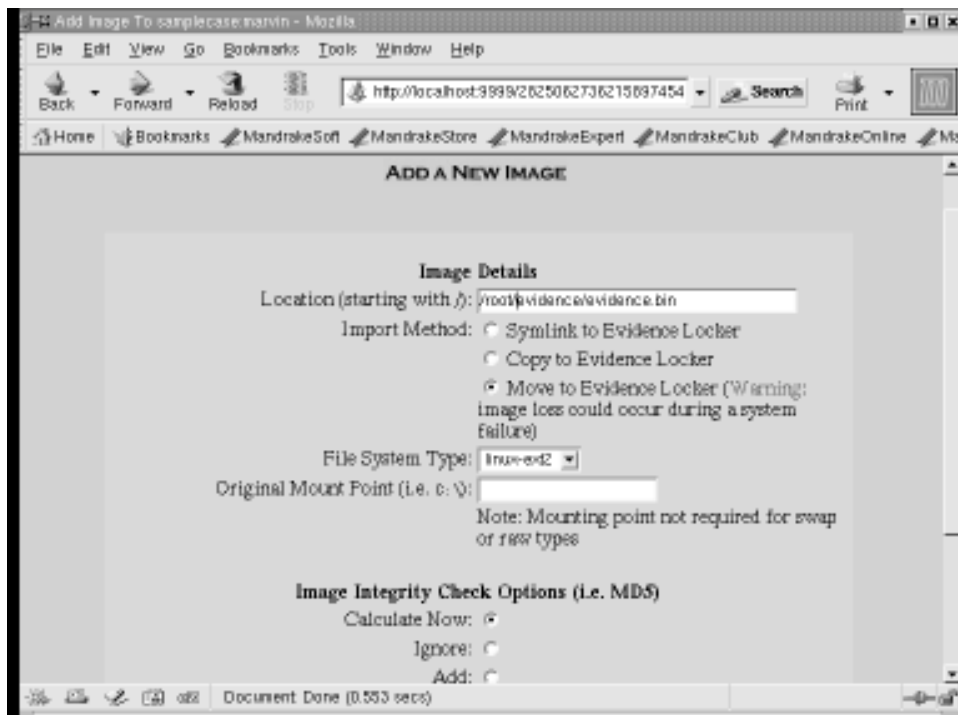 Add Image To samplecase:marvin - Mozilla
File Edit View Go Bookmarks Tools Window Help
Back Forward Reload Stop http://localhost:9999/2825062736215897454 Search Print
Home Bookmarks MandrakeSoft MandrakeStore MandrakeExpert MandrakeClub MandrakeOnline
ADD A NEW IMAGE
Image Details
Location (starting with /): /root/evidence/evidence.bin
Import Method: Symlink to Evidence Locker
Copy to Evidence Locker
Move to Evidence Locker (Warning:
image loss could occur during a system
failure)
File System Type: linux-ext2
Original Mount Point (i.e. c:\):
Note: Mounting point not required for swap
or raw types
Image Integrity Check Options (i.e. MD5)
Calculate Now:
Ignore:
Add:
Document: Done (0.553 secs)